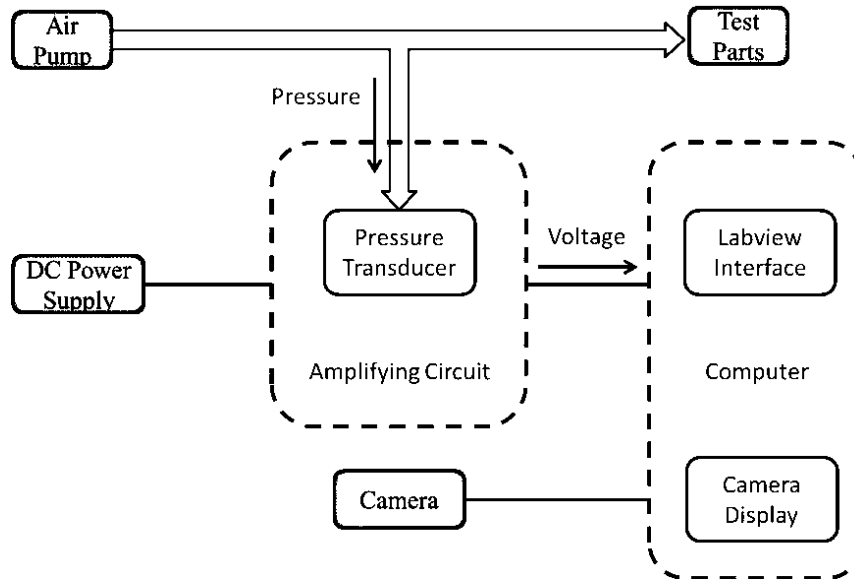 Air
Pump
Test
Parts
Pressure
Pressure
Transducer
Voltage
Labview
Interface
DC Power
Supply
Amplifying Circuit
Computer
Camera
Camera
Display